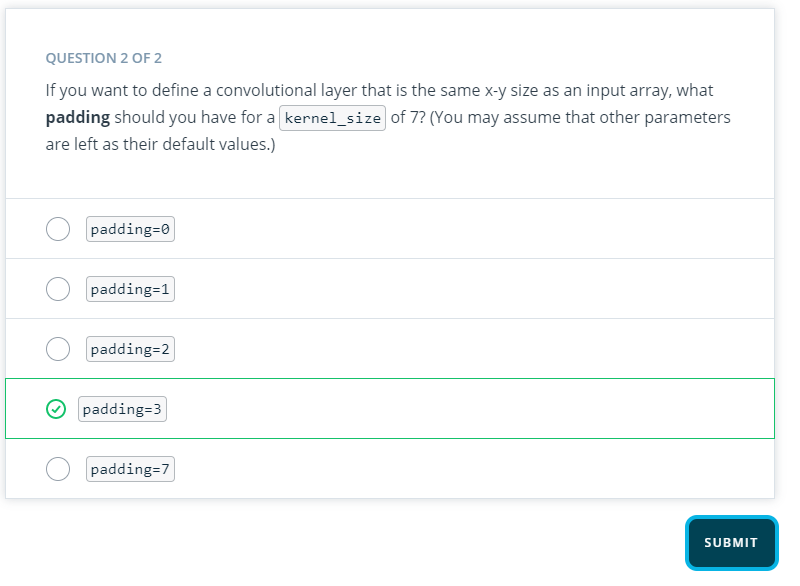 QUESTION 2 OF 2
If you want to define a convolutional layer that is the same x-y size as an input array, what
padding should you have for a kernel_size of 7? (You may assume that other parameters
are left as their default values.)
padding=0
padding=1
padding=2
padding=3
padding=7
SUBMIT